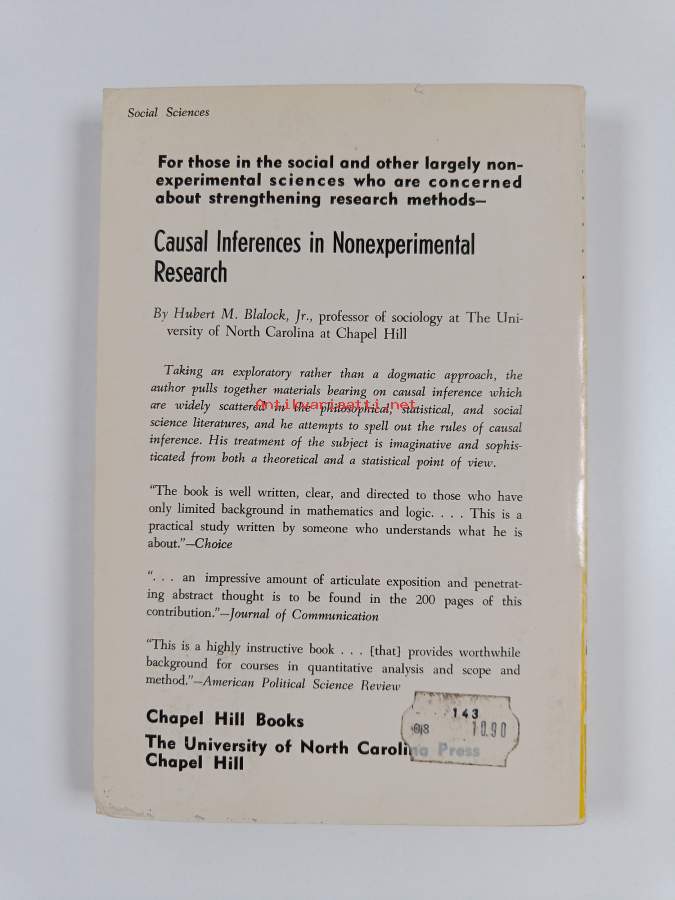 Social Sciences
For those in the social and other largely non-
experimental sciences who are concerned
about strengthening research methods—
Causal Inferences in Nonexperimental
Research
By Hubert M. Blalock, Jr., professor of sociology at The Uni-
versity of North Carolina at Chapel Hill
Taking an exploratory rather than a dogmatic approach, the
author pulls together materials bearing on causal inference which
are widely scattered in the philosophical, statistical, and social
Antikvariaatti.net
science literatures, and he attempts to spell out the rules of causal
inference. His treatment of the subject is imaginative and sophis-
ticated from both a theoretical and a statistical point of view.
“The book is well written, clear, and directed to those who have
only limited background in mathematics and logic. . . . This is a
practical study written by someone who understands what he is
about.”—Choice
“. . . an impressive amount of articulate exposition and penetrat-
ing abstract thought is to be found in the 200 pages of this
contribution.”—Journal of Communication
“This is a highly instructive book . . . [that] provides worthwhile
background for courses in quantitative analysis and scope and
method.”—American Political Science Review
Chapel Hill Books
143
10.90
The University of North Carolina Press
Chapel Hill